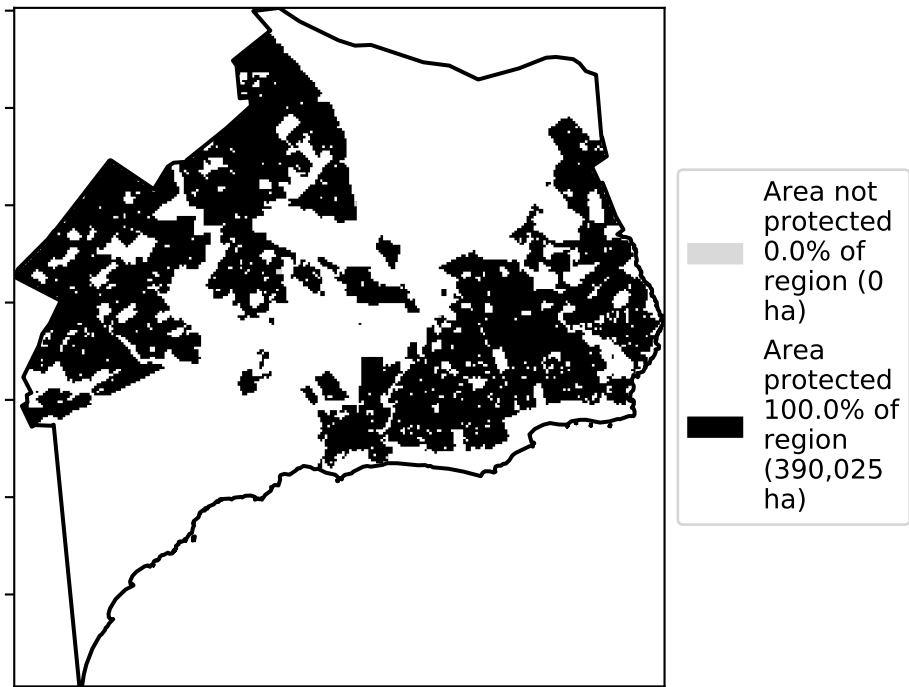 Area not
protected
0.0% of
region (0
ha)
Area
protected
100.0% of
region
(390,025
ha)